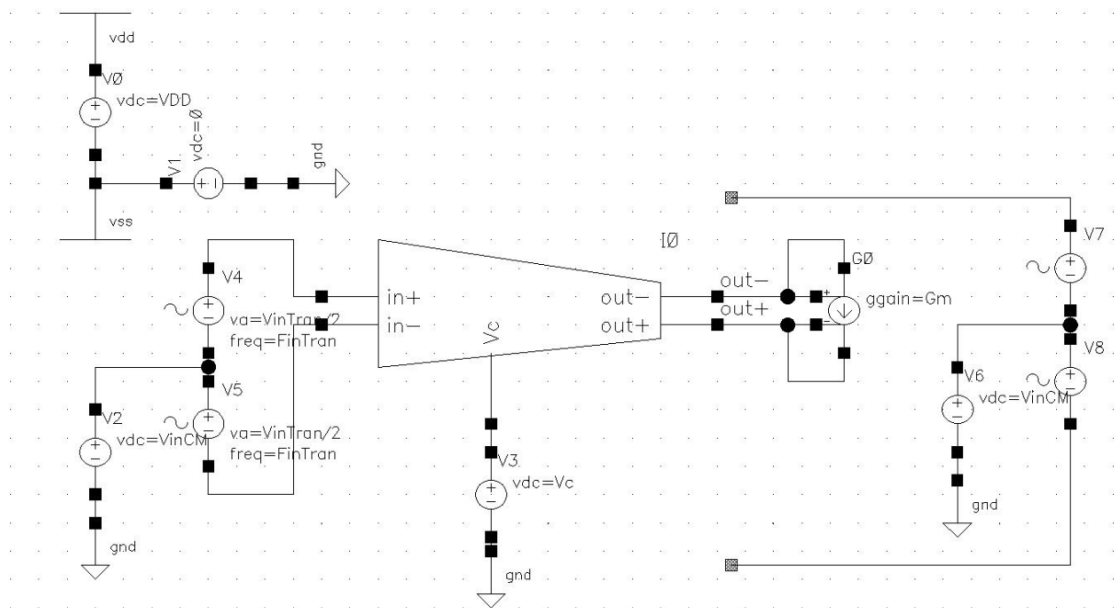 vdd
V0
vdc=VDD
V1
vdc=0
gnd
vss
V4
va=VinTran/2
freq=FinTran
V5
va=VinTran/2
freq=FinTran
V2
vdc=VinCM
gnd
in+
in-
Vc
out-
out+
I0
out-
out+
G0
ggain=Gm
V3
vdc=Vc
gnd
V7
V8
V6
vdc=VinCM
gnd